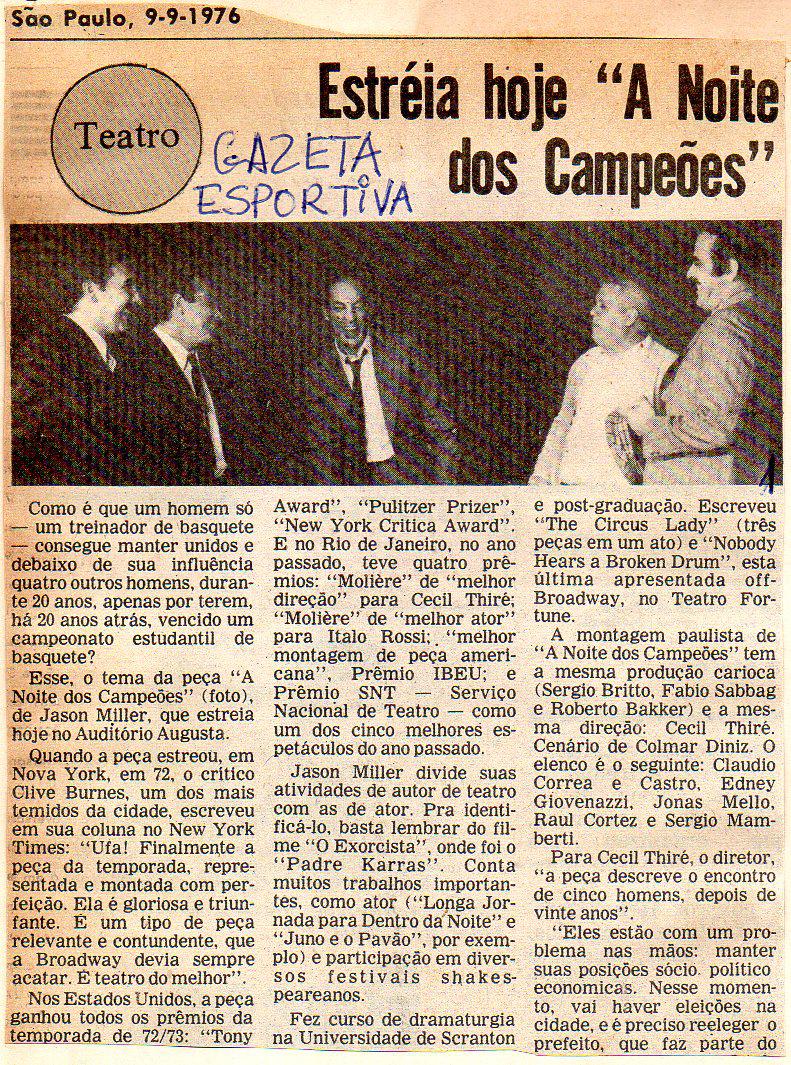 São Paulo, 9-9-1976
Teatro
GAZETA
ESPORTIVA
Estréia hoje "A Noite
dos Campeões"
1
Como é que um homem só
— um treinador de basquete
— consegue manter unidos e
debaixo de sua influência
quatro outros homens, duran-
te 20 anos, apenas por terem,
há 20 anos atrás, vencido um
campeonato estudantil de
basquete?
Esse, o tema da peça "A
Noite dos Campeões" (foto),
de Jason Miller, que estreia
hoje no Auditório Augusta.
Quando a peça estreou, em
Nova York, em 72, o crítico
Clive Burnes, um dos mais
temidos da cidade, escreveu
em sua coluna no New York
Times: "Ufa! Finalmente a
peça da temporada, repre-
sentada e montada com per-
feição. Ela é gloriosa e triun-
fante. É um tipo de peça
relevante e contundente, que
a Broadway devia sempre
acatar. É teatro do melhor".
Nos Estados Unidos, a peça
ganhou todos os prêmios da
temporada de 72/73: "Tony
Award", "Pulitzer Prizer",
"New York Critica Award".
E no Rio de Janeiro, no ano
passado, teve quatro prê-
mios: "Molière" de "melhor
direção" para Cecil Thiré;
"Molière" de "melhor ator"
para Italo Rossi; "melhor
montagem de peça ameri-
cana", Prêmio IBEU; e
Prêmio SNT — Serviço
Nacional de Teatro — como
um dos cinco melhores es-
petáculos do ano passado.
Jason Miller divide suas
atividades de autor de teatro
com as de ator. Pra identi-
ficá-lo, basta lembrar do fil-
me "O Exorcista", onde foi o
"Padre Karras". Conta
muitos trabalhos importan-
tes, como ator ("Longa Jor-
nada para Dentro da Noite" e
"Juno e o Pavão", por exem-
plo) e participação em diver-
sos festivais shakes-
peareanos.
Fez curso de dramaturgia
na Universidade de Scranton
e post-graduação. Escreveu
"The Circus Lady" (três
peças em um ato) e "Nobody
Hears a Broken Drum", esta
última apresentada off-
Broadway, no Teatro For-
tune.
A montagem paulista de
"A Noite dos Campeões" tem
a mesma produção carioca
(Sergio Britto, Fabio Sabbag
e Roberto Bakker) e a mes-
ma direção: Cecil Thiré.
Cenário de Colmar Diniz. O
elenco é o seguinte: Claudio
Correa e Castro, Edney
Giovenazzi, Jonas Mello,
Raul Cortez e Sergio Mam-
berti.
Para Cecil Thiré, o diretor,
"a peça descreve o encontro
de cinco homens, depois de
vinte anos".
"Eles estão com um pro-
blema nas mãos: manter
suas posições sócio político
economicas. Nesse momen-
to, vai haver eleições na
cidade, e é preciso reeleger o
prefeito, que faz parte do